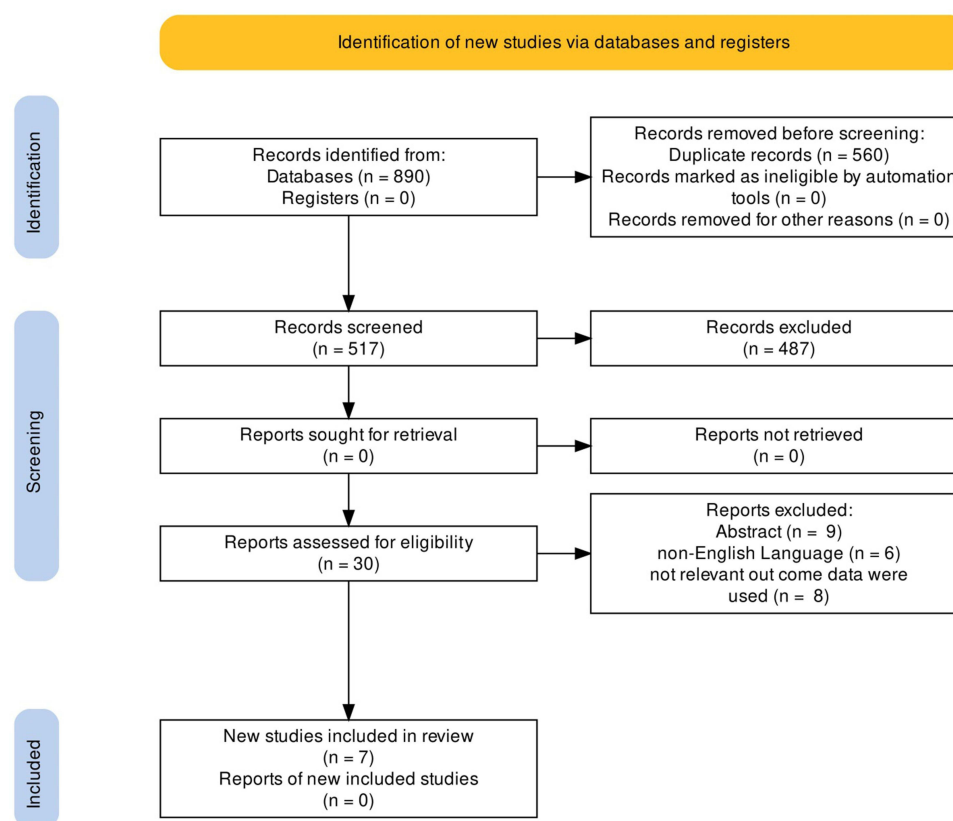 Identification of new studies via databases and registers
Identification
Records identified from:
Databases (n = 890)
Registers (n = 0)
Records removed before screening:
Duplicate records (n = 560)
Records marked as ineligible by automation
tools (n = 0)
Records removed for other reasons (n = 0)
Screening
Records screened
(n = 517)
Records excluded
(n = 487)
Reports sought for retrieval
(n = 0)
Reports not retrieved
(n = 0)
Reports assessed for eligibility
(n = 30)
Reports excluded:
Abstract (n =  9)
non-English Language (n = 6)
not relevant out come data were
used (n =  8)
Included
New studies included in review
(n = 7)
Reports of new included studies
(n = 0)